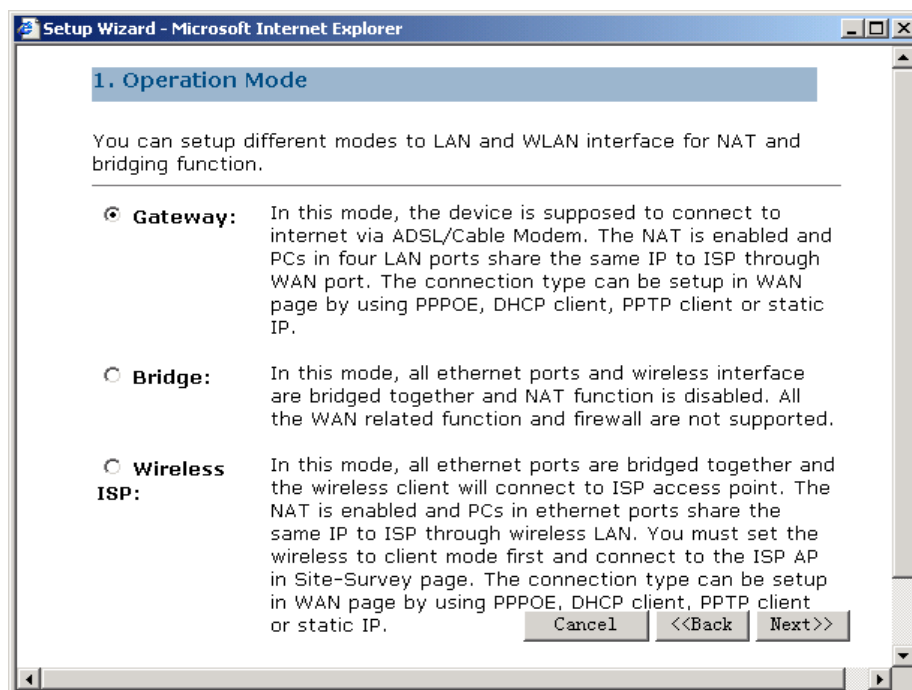 Setup Wizard - Microsoft Internet Explorer
1. Operation Mode
You can setup different modes to LAN and WLAN interface for NAT and
bridging function.
Gateway:
In this mode, the device is supposed to connect to
internet via ADSL/Cable Modem. The NAT is enabled and
PCs in four LAN ports share the same IP to ISP through
WAN port. The connection type can be setup in WAN
page by using PPPOE, DHCP client, PPTP client or static
IP.
Bridge:
In this mode, all ethernet ports and wireless interface
are bridged together and NAT function is disabled. All
the WAN related function and firewall are not supported.
Wireless
ISP:
In this mode, all ethernet ports are bridged together and
the wireless client will connect to ISP access point. The
NAT is enabled and PCs in ethernet ports share the
same IP to ISP through wireless LAN. You must set the
wireless to client mode first and connect to the ISP AP
in Site-Survey page. The connection type can be setup
in WAN page by using PPPOE, DHCP client, PPTP client
or static IP.
Cancel
<<Back
Next>>